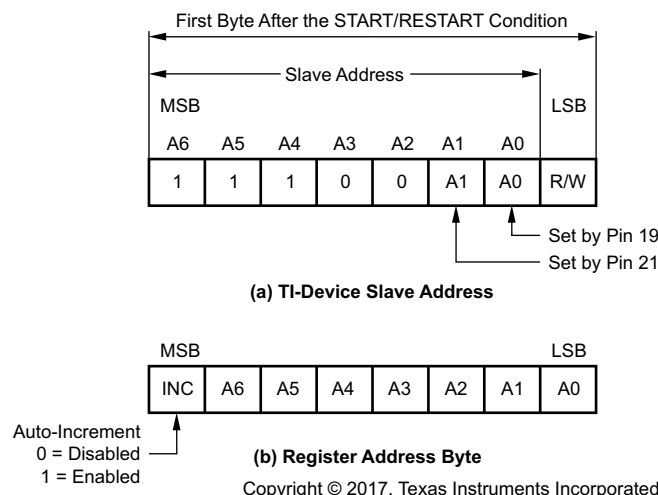 First Byte After the START/RESTART Condition
Slave Address
MSB LSB
A6 A5 A4 A3 A2 A1 A0
1 1 1 0 0 A1 A0 R/W
Set by Pin 19
Set by Pin 21
(a) TI-Device Slave Address
MSB LSB
INC A6 A5 A4 A3 A2 A1 A0
Auto-Increment
0 = Disabled
1 = Enabled
(b) Register Address Byte
Copyright © 2017, Texas Instruments Incorporated